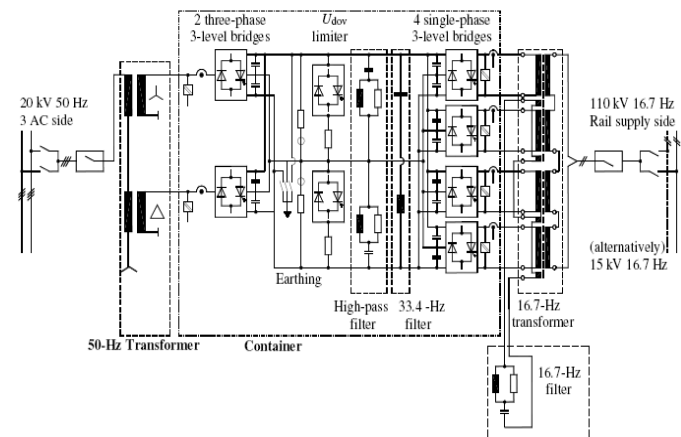 2 three-phase
3-level bridges
Udov
limiter
4 single-phase
3-level bridges
20 kV 50 Hz
3 AC side
110 kV 16.7 Hz
Rail supply side
(alternatively)
15 kV 16.7 Hz
Earthing
High-pass
filter
33.4 -Hz
filter
16.7-Hz
transformer
50-Hz Transformer
Container
16.7-Hz
filter